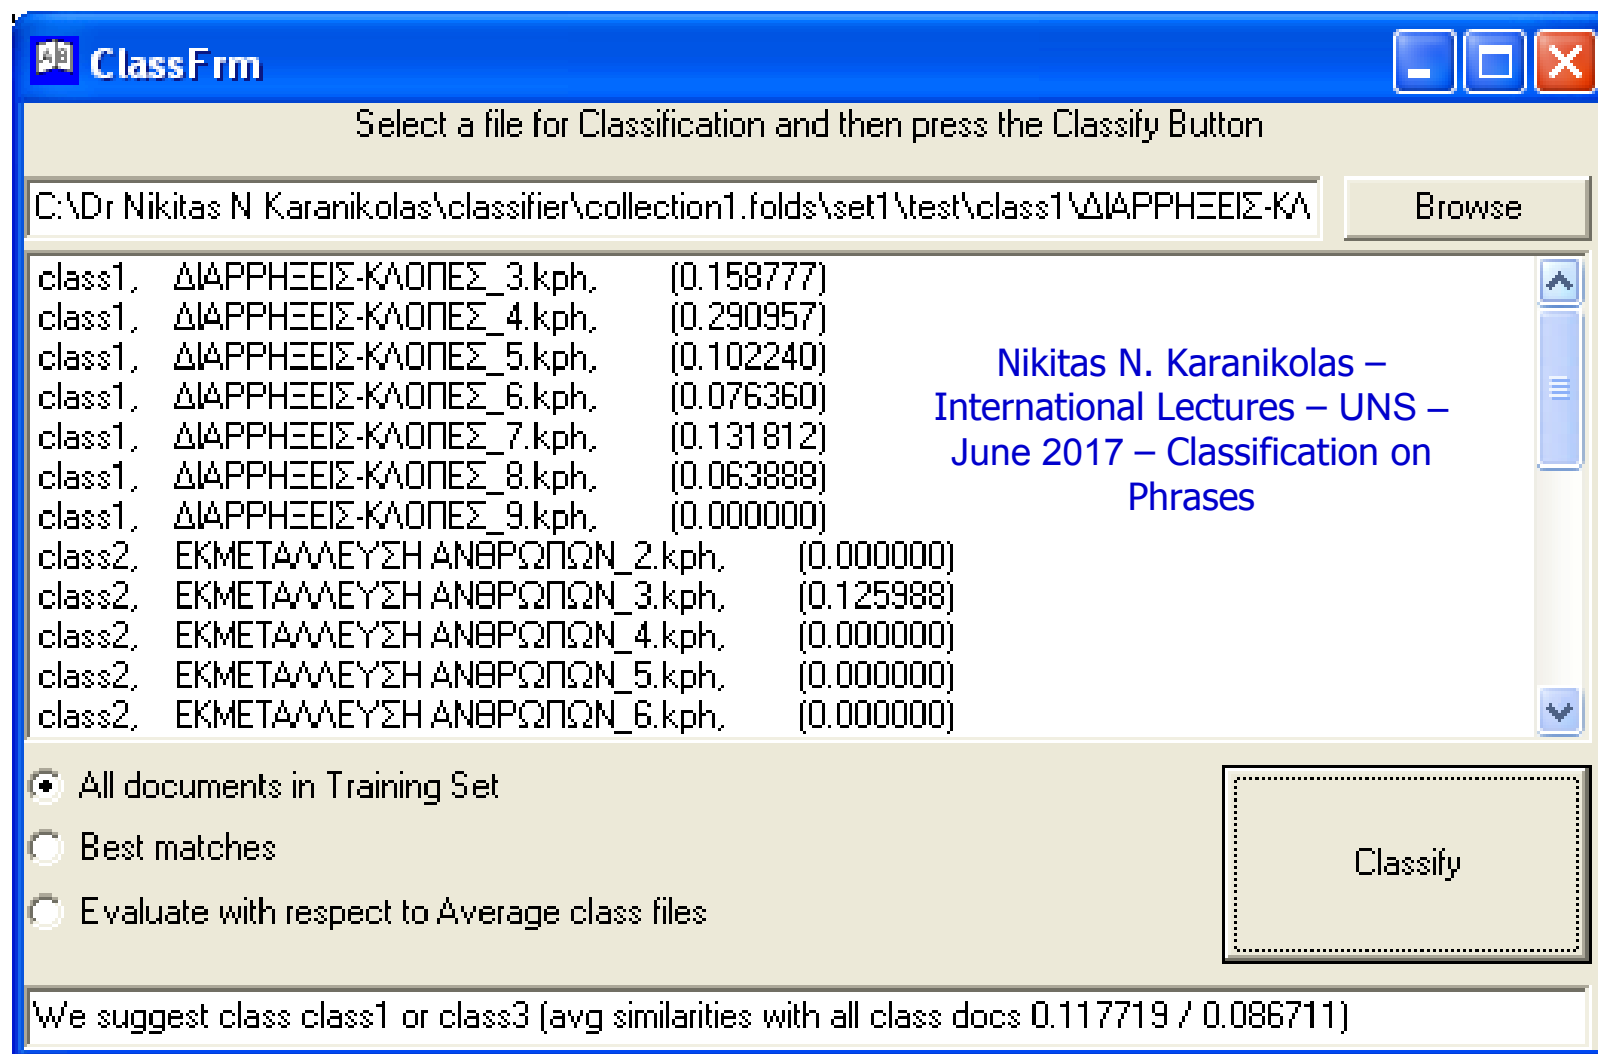 ClassFrm
Select a file for Classification and then press the Classify Button
C:\Dr Nikitas N Karanikolas\classifier\collection1.folds\set1\test\class1\ΔΙΑΡΡΗΞΕΙΣ-ΚΛ
Browse
class1, ΔΙΑΡΡΗΞΕΙΣ-ΚΛΟΠΕΣ_3.kph, (0.158777)
class1, ΔΙΑΡΡΗΞΕΙΣ-ΚΛΟΠΕΣ_4.kph, (0.290957)
class1, ΔΙΑΡΡΗΞΕΙΣ-ΚΛΟΠΕΣ_5.kph, (0.102240)
class1, ΔΙΑΡΡΗΞΕΙΣ-ΚΛΟΠΕΣ_6.kph, (0.076360)
class1, ΔΙΑΡΡΗΞΕΙΣ-ΚΛΟΠΕΣ_7.kph, (0.131812)
class1, ΔΙΑΡΡΗΞΕΙΣ-ΚΛΟΠΕΣ_8.kph, (0.063888)
class1, ΔΙΑΡΡΗΞΕΙΣ-ΚΛΟΠΕΣ_9.kph, (0.000000)
class2, ΕΚΜΕΤΑΛΛΕΥΣΗ ΑΝΘΡΩΠΩΝ_2.kph, (0.000000)
class2, ΕΚΜΕΤΑΛΛΕΥΣΗ ΑΝΘΡΩΠΩΝ_3.kph, (0.125988)
class2, ΕΚΜΕΤΑΛΛΕΥΣΗ ΑΝΘΡΩΠΩΝ_4.kph, (0.000000)
class2, ΕΚΜΕΤΑΛΛΕΥΣΗ ΑΝΘΡΩΠΩΝ_5.kph, (0.000000)
class2, ΕΚΜΕΤΑΛΛΕΥΣΗ ΑΝΘΡΩΠΩΝ_6.kph, (0.000000)
Nikitas N. Karanikolas –
International Lectures – UNS –
June 2017 – Classification on
Phrases
All documents in Training Set
Best matches
Evaluate with respect to Average class files
Classify
We suggest class class1 or class3 (avg similarities with all class docs 0.117719 / 0.086711)